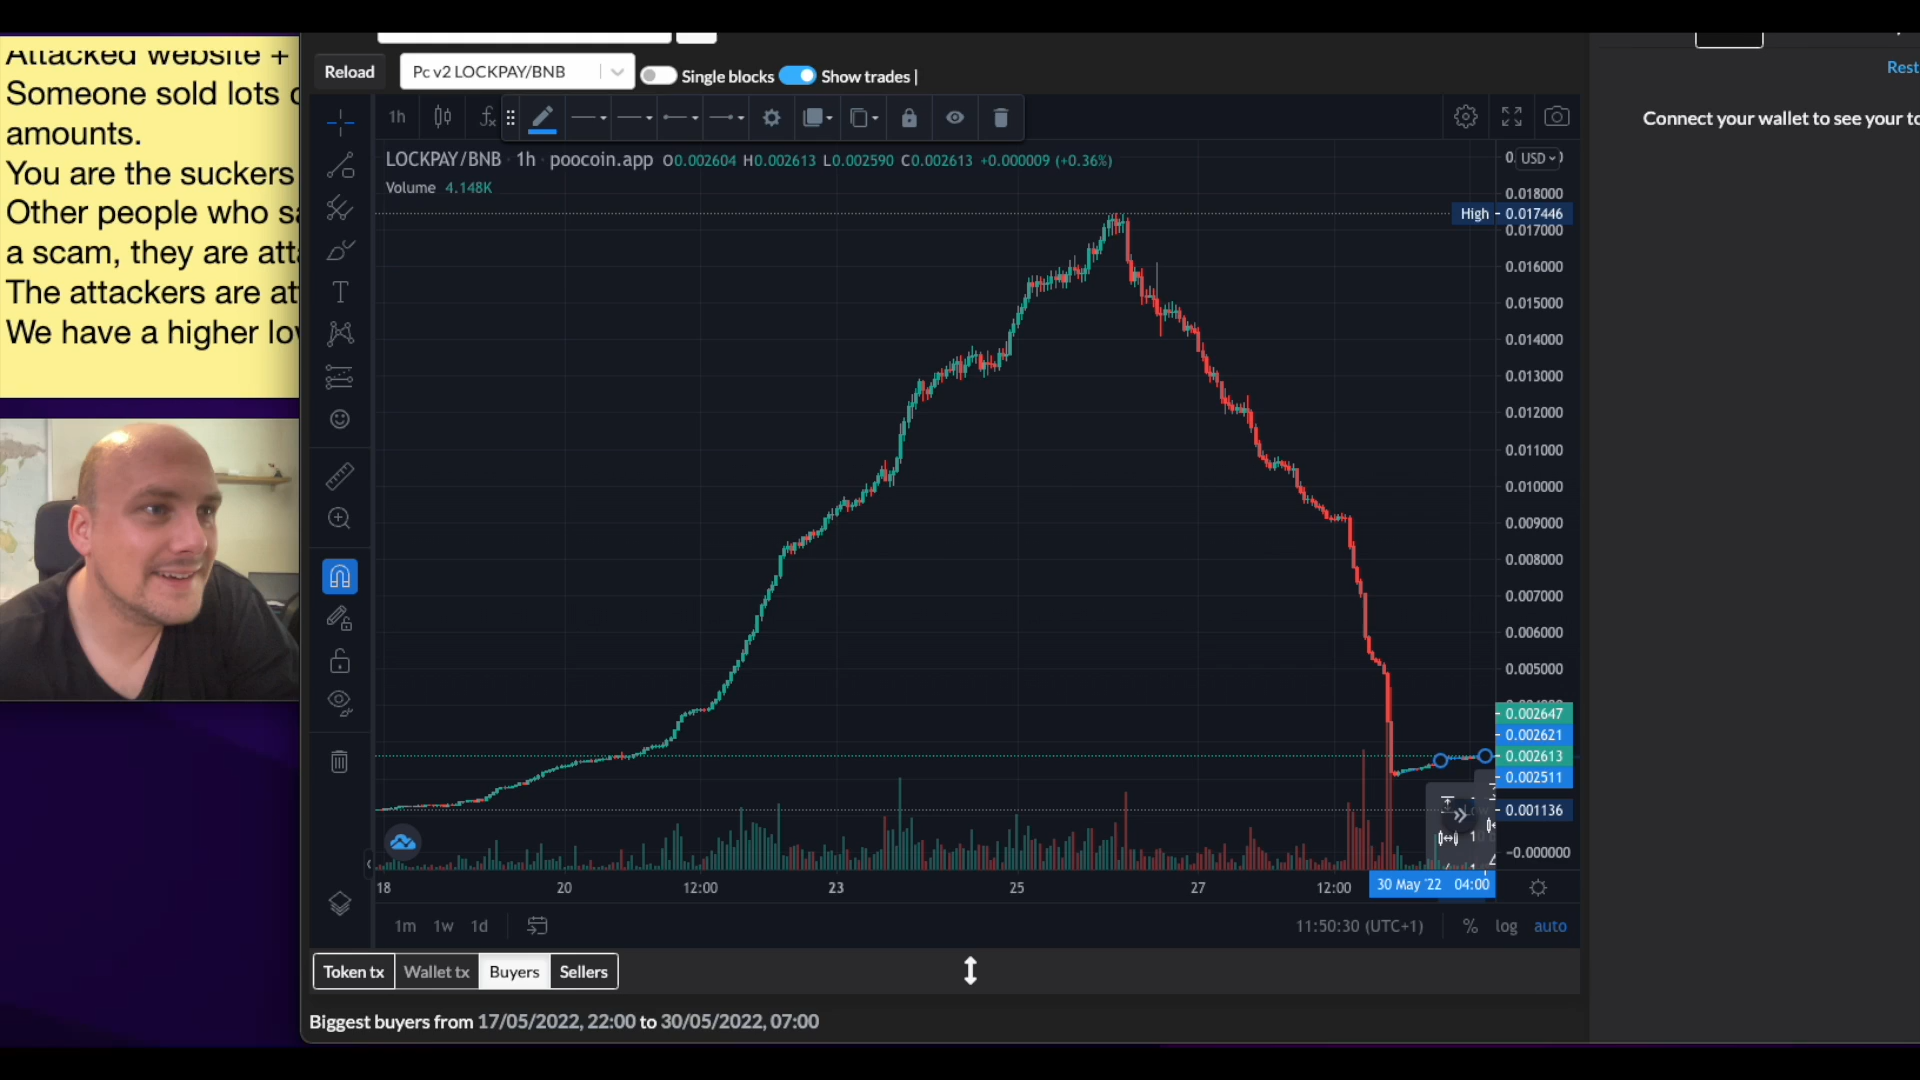 Attacked website +
Someone sold lots
amounts.
You are the suckers
Other people who
a scam, they are
The attackers are
We have a higher
Reload
Pc v2 LOCKPAY/BNB
Single blocks
Show trades |
Rest
Connect your wallet to see your
1h
LOCKPAY/BNB · 1h · poocoin.app O0.002604 H0.002613 L0.002590 C0.002613 +0.000009 (+0.36%)
Volume 4.148K
USD
0.018000
High 0.017446
0.017000
0.016000
0.015000
0.014000
0.013000
0.012000
0.011000
0.010000
0.009000
0.008000
0.007000
0.006000
0.005000
0.002647
0.002621
0.002613
0.002511
0.001136
-0.000000
18 20 12:00 23 25 27 12:00 30 May '22 04:00
1m 1w 1d
11:50:30 (UTC+1) % log auto
Token tx Wallet tx Buyers Sellers
Biggest buyers from 17/05/2022, 22:00 to 30/05/2022, 07:00